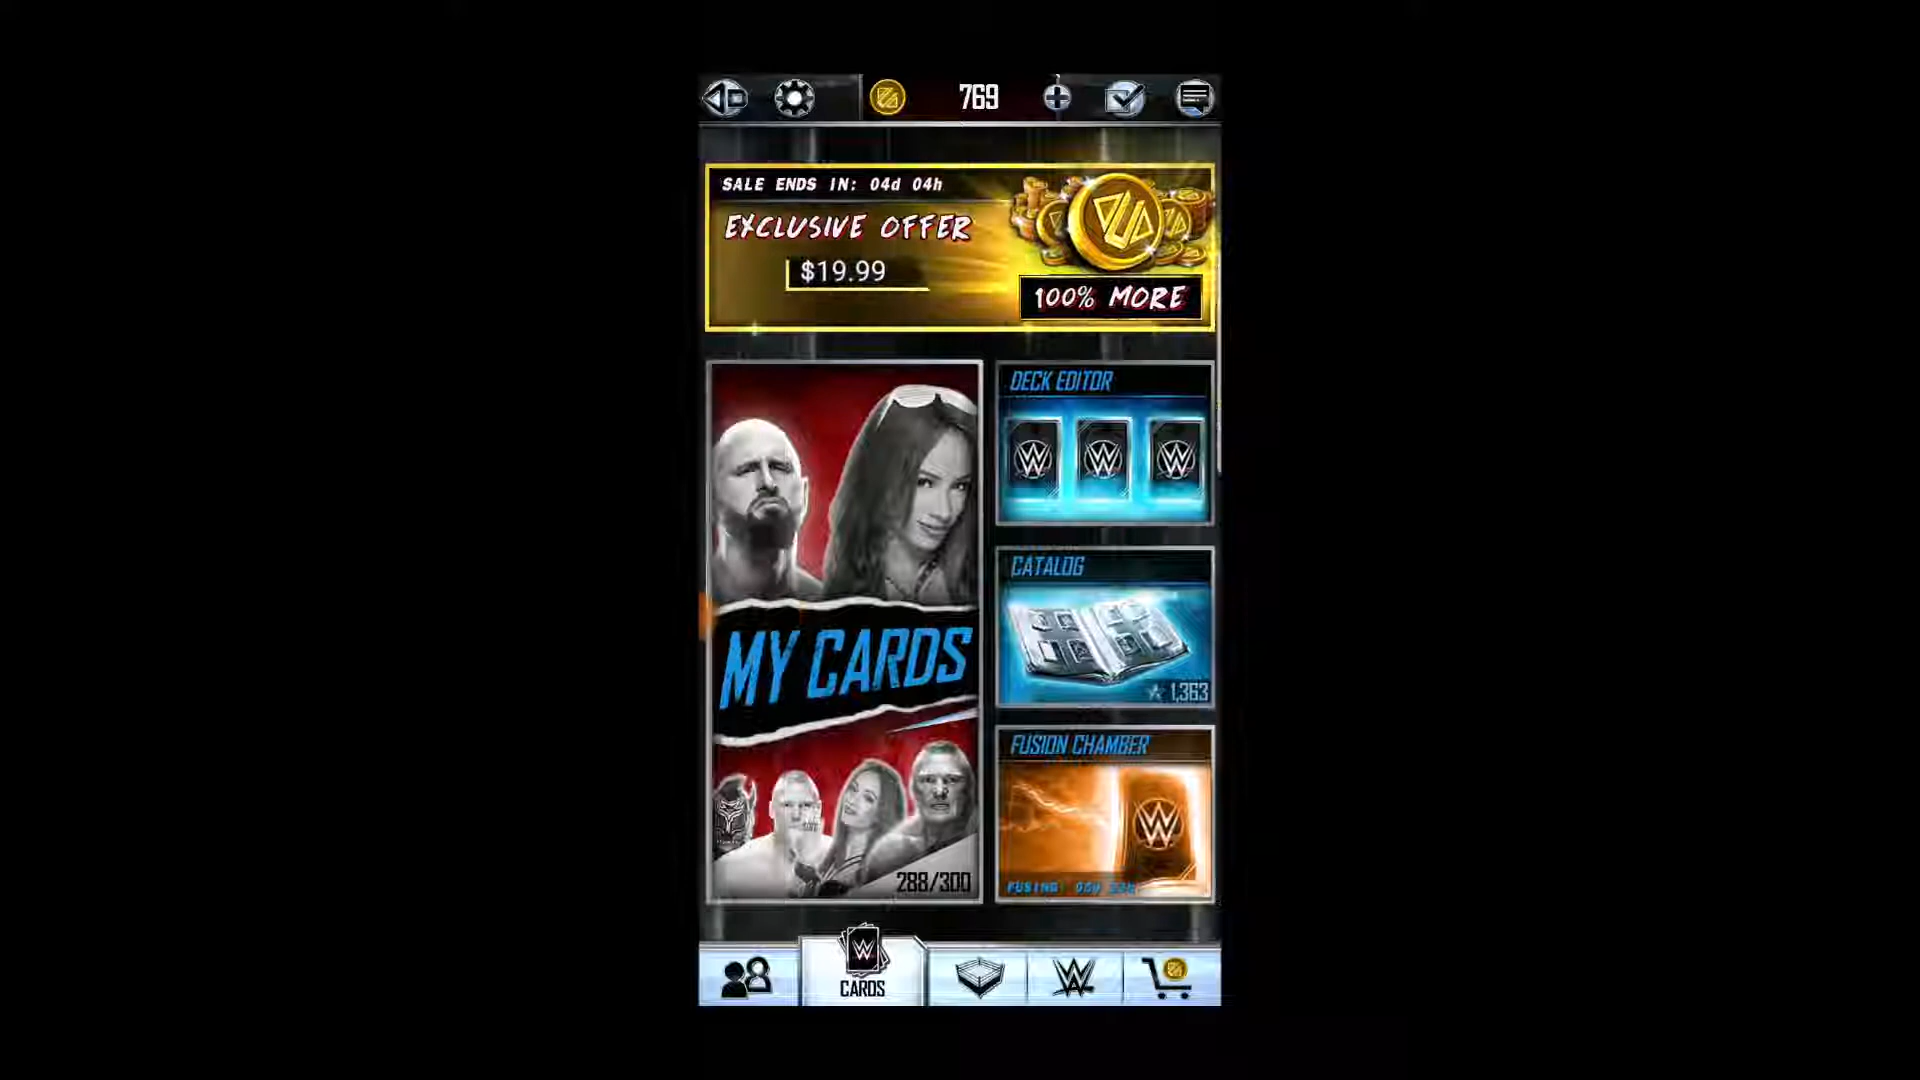 769
SALE ENDS IN: 04d 04h
EXCLUSIVE OFFER
$19.99
100% MORE
DECK EDITOR
CATALOG
1,363
MY CARDS
288/300
FUSION CHAMBER
FUSING:
CARDS